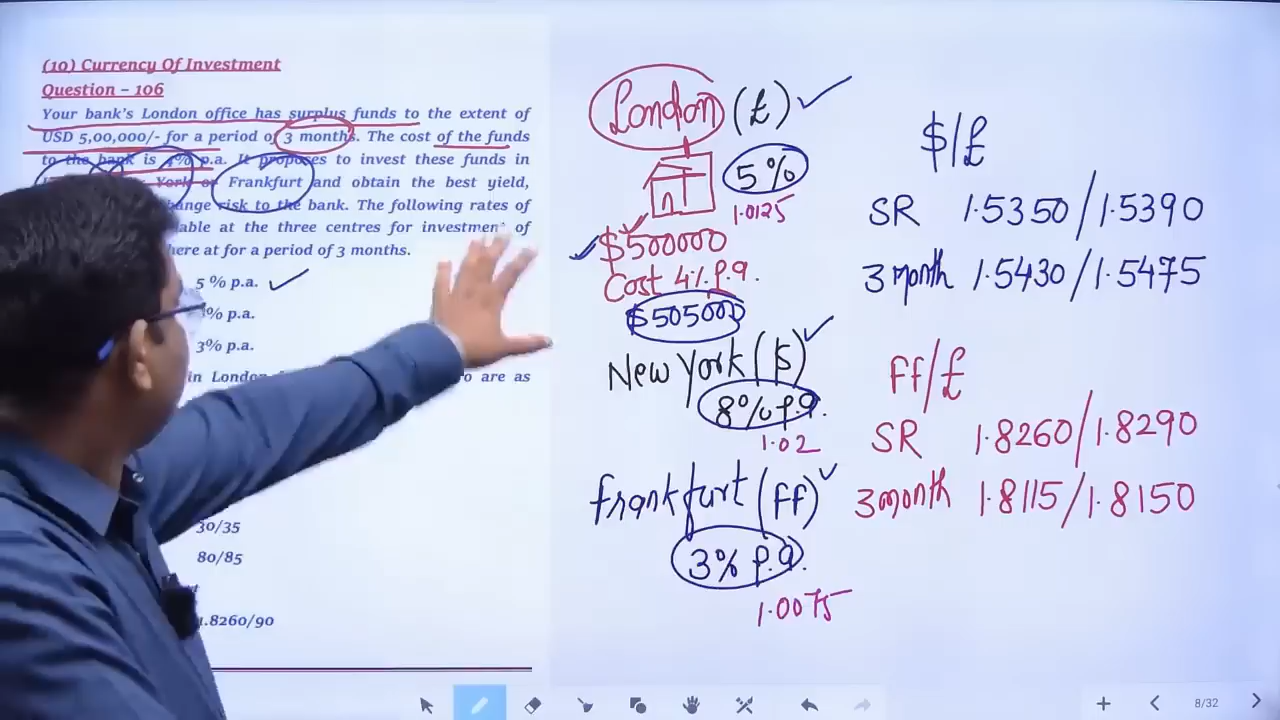 (10) Currency Of Investment
Question – 106
Your bank's London office has surplus funds to the extent of
USD 5,00,000/- for a period of 3 months. The cost of the funds
to the bank is 4% p.a. It proposes to invest these funds in
York or Frankfurt and obtain the best yield,
risk to the bank. The following rates of
at the three centres for investment of
at for a period of 3 months.
5 % p.a.
% p.a.
3% p.a.
in London
are as
30/35
80/85
1.8260/90
London (£)
5%
1.0125
$500000
Cost 4% p.a.
$505000
New York ($)
8% p.a.
1.02
frankfurt (FF)
3% p.a.
1.0075
$/£
SR 1.5350/1.5390
3 month 1.5430/1.5475
FF/£
SR 1.8260/1.8290
3 month 1.8115/1.8150
8/32